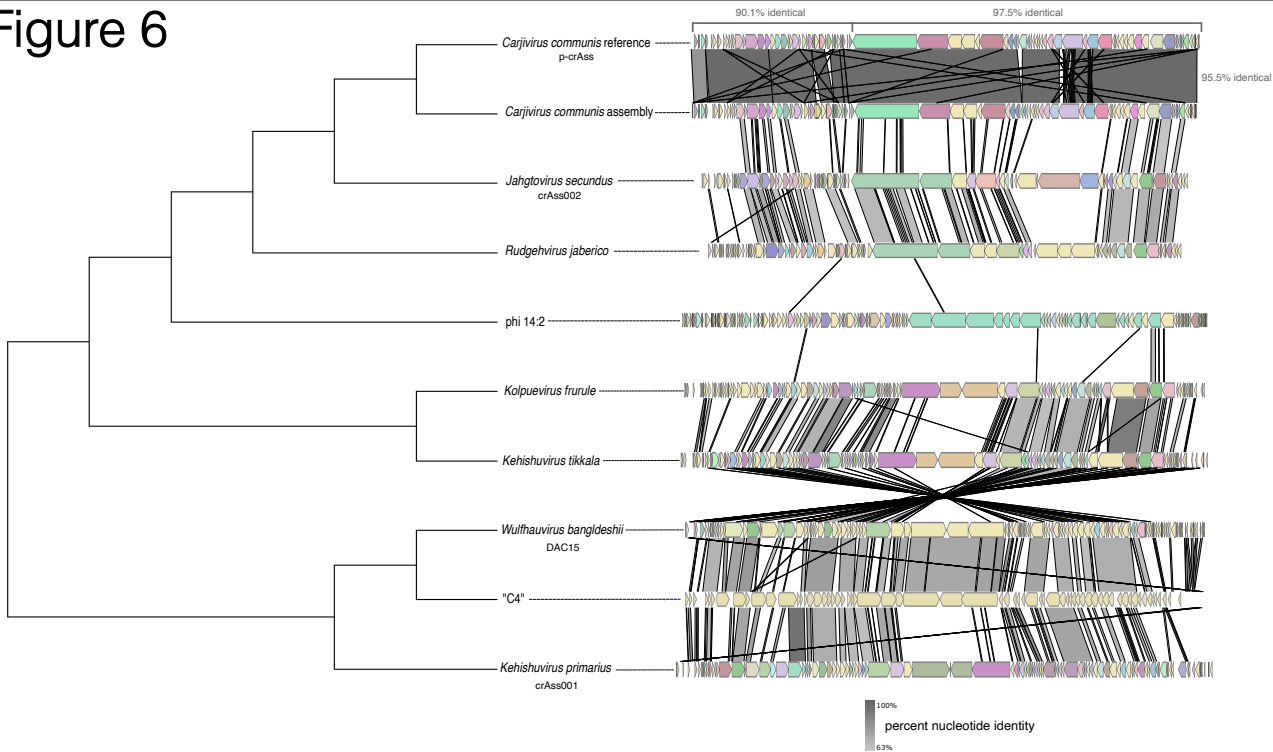 Figure 6
90.1% identical
97.5% identical
Carjivirus communis reference
p-crAss
95.5% identical
Carjivirus communis assembly
Jahgtovirus secundus
crAss002
Rudgehvirus jaberico
phi 14:2
Kolpuevirus frurule
Kehishuvirus tikkala
Wulfhauvirus bangldeshii
DAC15
"C4"
Kehishuvirus primarius
crAss001
100%
percent nucleotide identity
63%